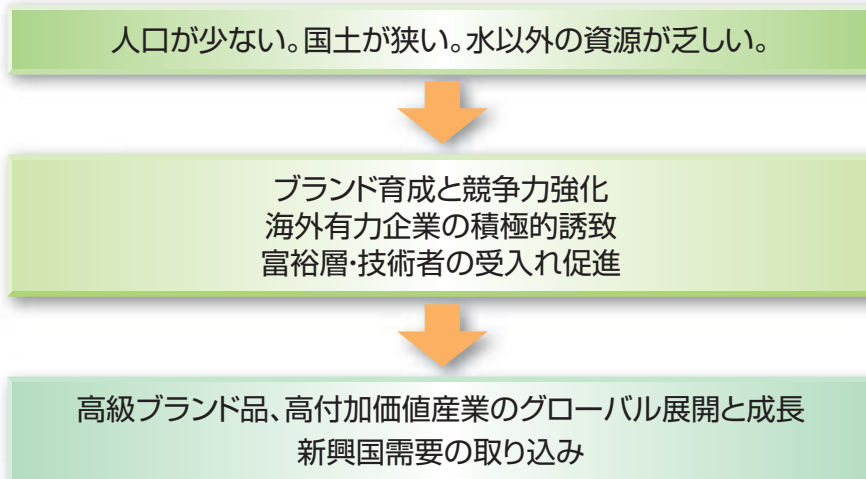 人口が少ない。国土が狭い。水以外の資源が乏しい。
ブランド育成と競争力強化
海外有力企業の積極的誘致
富裕層・技術者の受入れ促進
高級ブランド品、高付加価値産業のグローバル展開と成長
新興国需要の取り込み